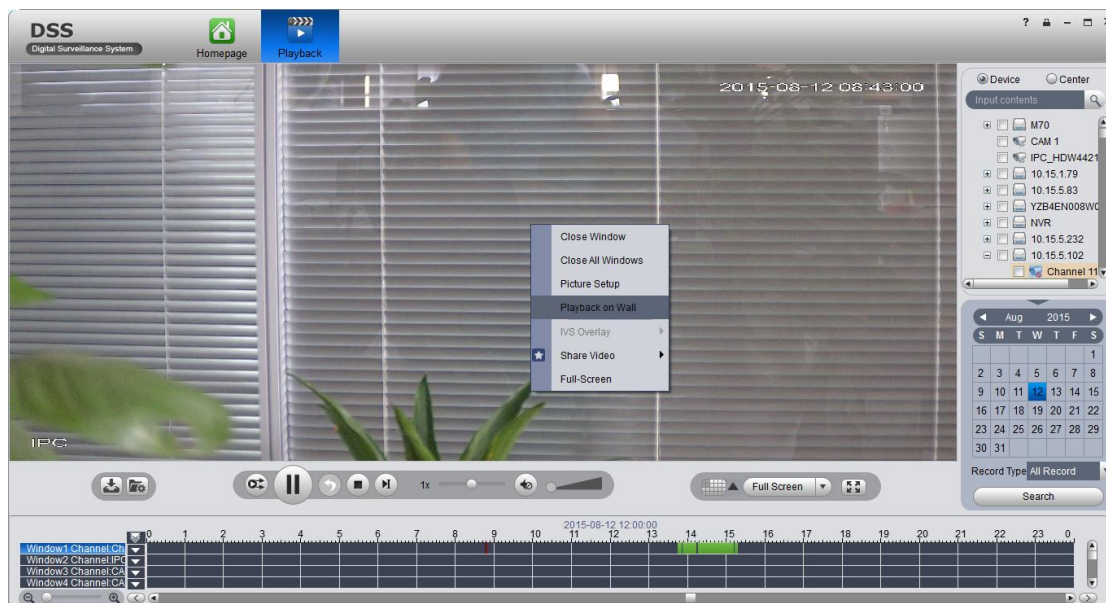 DSS
Digital Surveillance System
Homepage
Playback
?
2015-08-12 08:43:00
IPC
Close Window
Close All Windows
Picture Setup
Playback on Wall
IVS Overlay
Share Video
Full-Screen
Device
Center
Input contents
M70
CAM 1
IPC_HDW4421
10.15.1.79
10.15.5.83
YZB4EN008W0
NVR
10.15.5.232
10.15.5.102
Channel 11
Aug 2015
S M T W T F S
1
2 3 4 5 6 7 8
9 10 11 12 13 14 15
16 17 18 19 20 21 22
23 24 25 26 27 28 29
30 31
Record Type All Record
Search
1x
Full Screen
2015-08-12 12:00:00
0 1 2 3 4 5 6 7 8 9 10 11 12 13 14 15 16 17 18 19 20 21 22 23 0
Window1 Channel:Ch
Window2 Channel:IPC
Window3 Channel:CA
Window4 Channel:CA